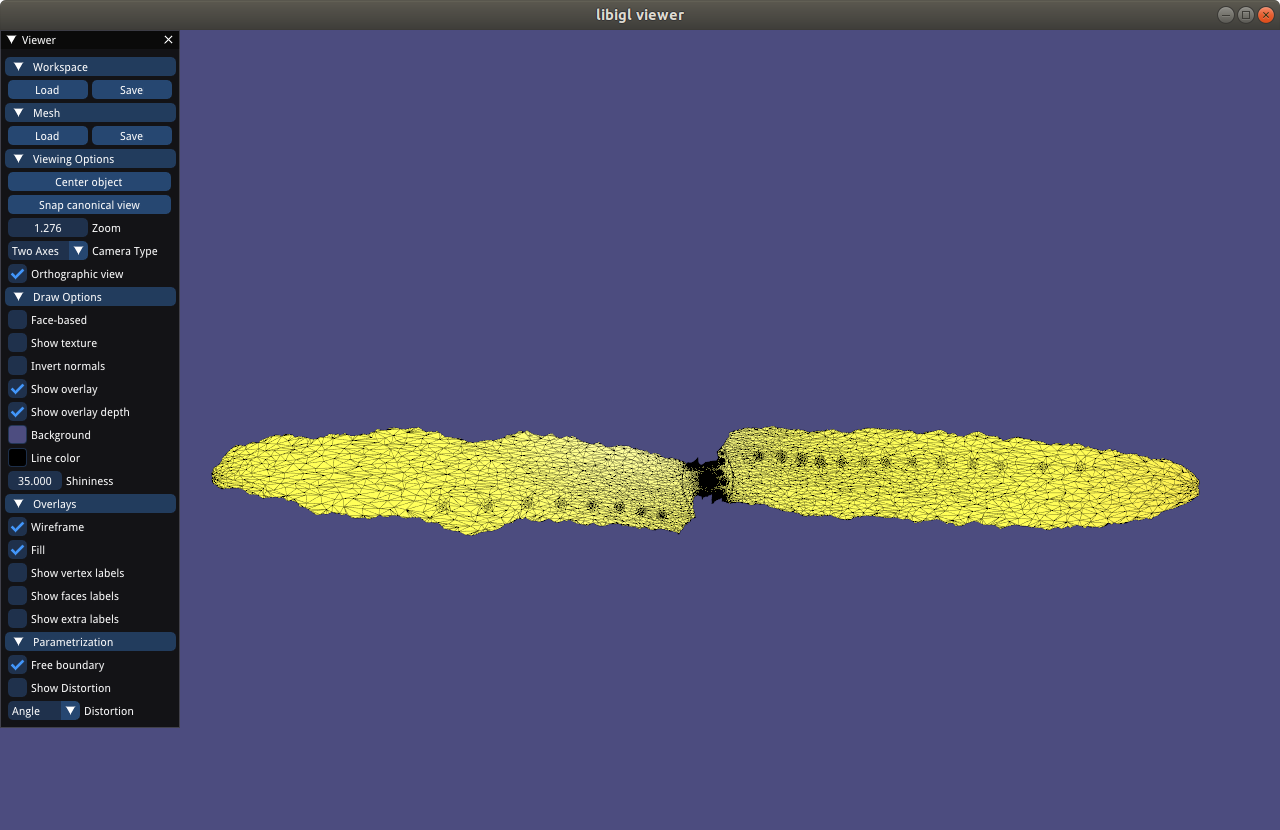 libigl viewer
Viewer
Workspace
Load Save
Mesh
Load Save
Viewing Options
Center object
Snap canonical view
1.276 Zoom
Two Axes Camera Type
Orthographic view
Draw Options
Face-based
Show texture
Invert normals
Show overlay
Show overlay depth
Background
Line color
35.000 Shininess
Overlays
Wireframe
Fill
Show vertex labels
Show faces labels
Show extra labels
Parametrization
Free boundary
Show Distortion
Angle Distortion